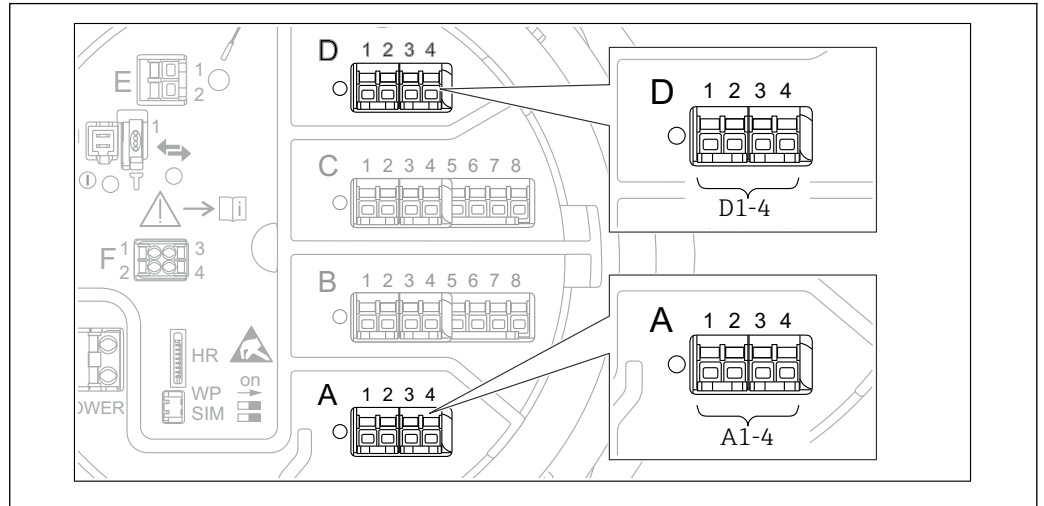 D 1 2 3 4
E 1
2
1
C 1 2 3 4 5 6 7 8
F 1 3
2 4
B 1 2 3 4 5 6 7 8
HR
WP on
SIM
OWER
A 1 2 3 4
D 1 2 3 4
D1-4
A 1 2 3 4
A1-4